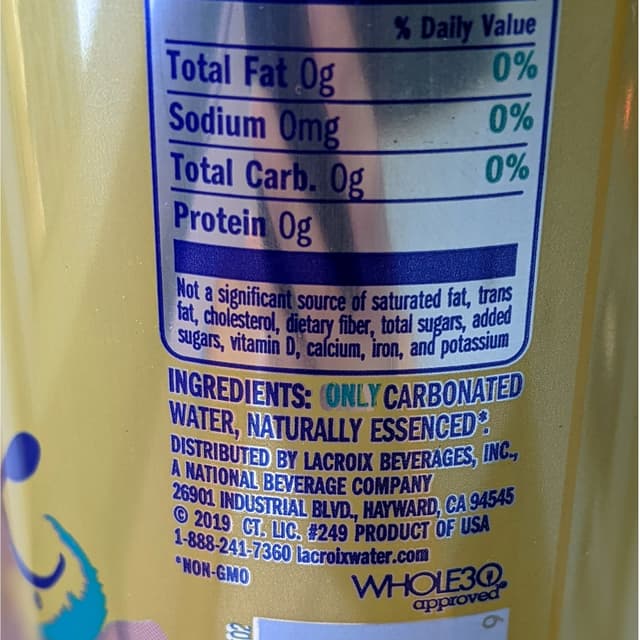 % Daily Value
Total Fat 0g 0%
Sodium 0mg 0%
Total Carb. 0g 0%
Protein 0g
Not a significant source of saturated fat, trans
fat, cholesterol, dietary fiber, total sugars, added
sugars, vitamin D, calcium, iron, and potassium
INGREDIENTS: ONLY CARBONATED
WATER, NATURALLY ESSENCED*.
DISTRIBUTED BY LACROIX BEVERAGES, INC.,
A NATIONAL BEVERAGE COMPANY
26901 INDUSTRIAL BLVD., HAYWARD, CA 94545
© 2019 CT. LIC. #249 PRODUCT OF USA
1-888-241-7360 lacroixwater.com
*NON-GMO
WHOLE30®
approved
02
6